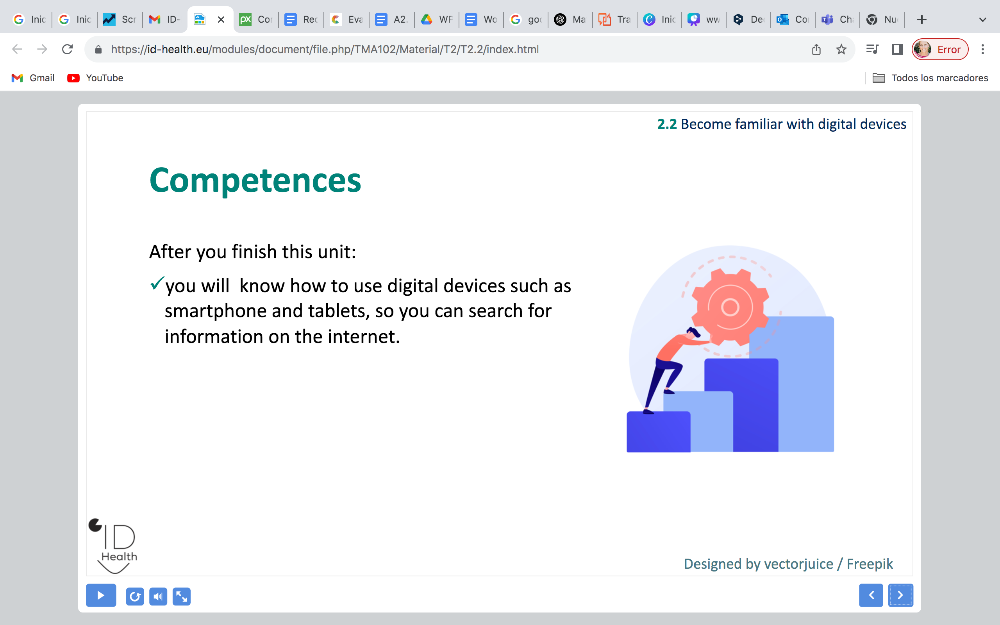 Inic
Inic
Scr
ID-
Cor
Rec
Eva
A2.
WP
Wo
goo
Ma
Tra
Inic
ww
De
Co
Cha
Nu
https://id-health.eu/modules/document/file.php/TMA102/Material/T2/T2.2/index.html
Error
Gmail
YouTube
Todos los marcadores
2.2 Become familiar with digital devices
Competences
After you finish this unit:
✓you will  know how to use digital devices such as
smartphone and tablets, so you can search for
information on the internet.
ID
Health
Designed by vectorjuice / Freepik